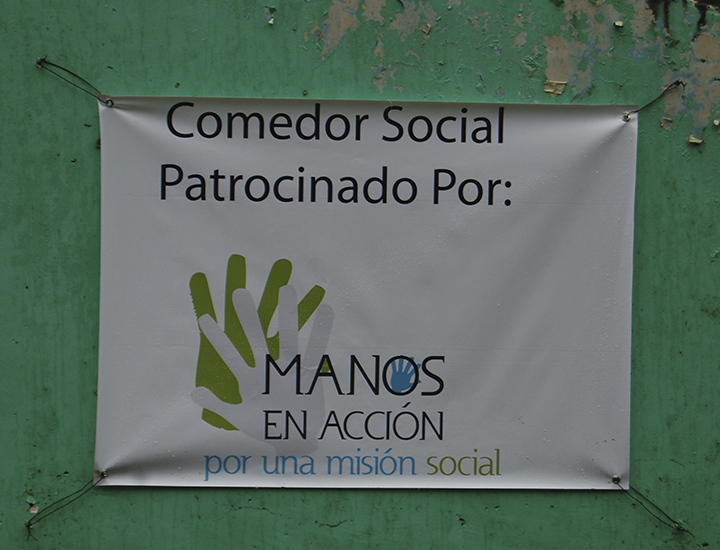 Comedor Social
Patrocinado Por:
MANOS
EN ACCIÓN
por una misión social